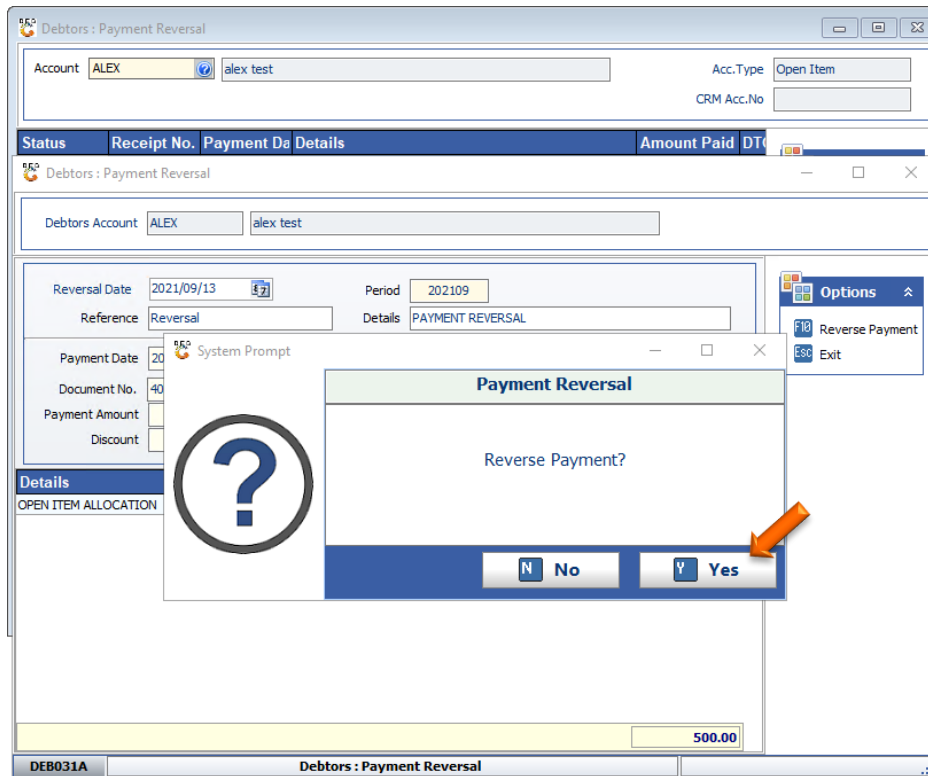 Debtors : Payment Reversal
Account ALEX alex test Acc.Type Open Item
CRM Acc.No
Status Receipt No. Payment Da Details Amount Paid
Debtors : Payment Reversal
Debtors Account ALEX alex test
Reversal Date 2021/09/13 Period 202109
Reference Reversal Details PAYMENT REVERSAL
Options
F10 Reverse Payment
Esc Exit
System Prompt
Payment Date 20
Document No. 40
Payment Amount
Discount
Payment Reversal
Reverse Payment?
N No Y Yes
Details
OPEN ITEM ALLOCATION
500.00
DEB031A Debtors : Payment Reversal